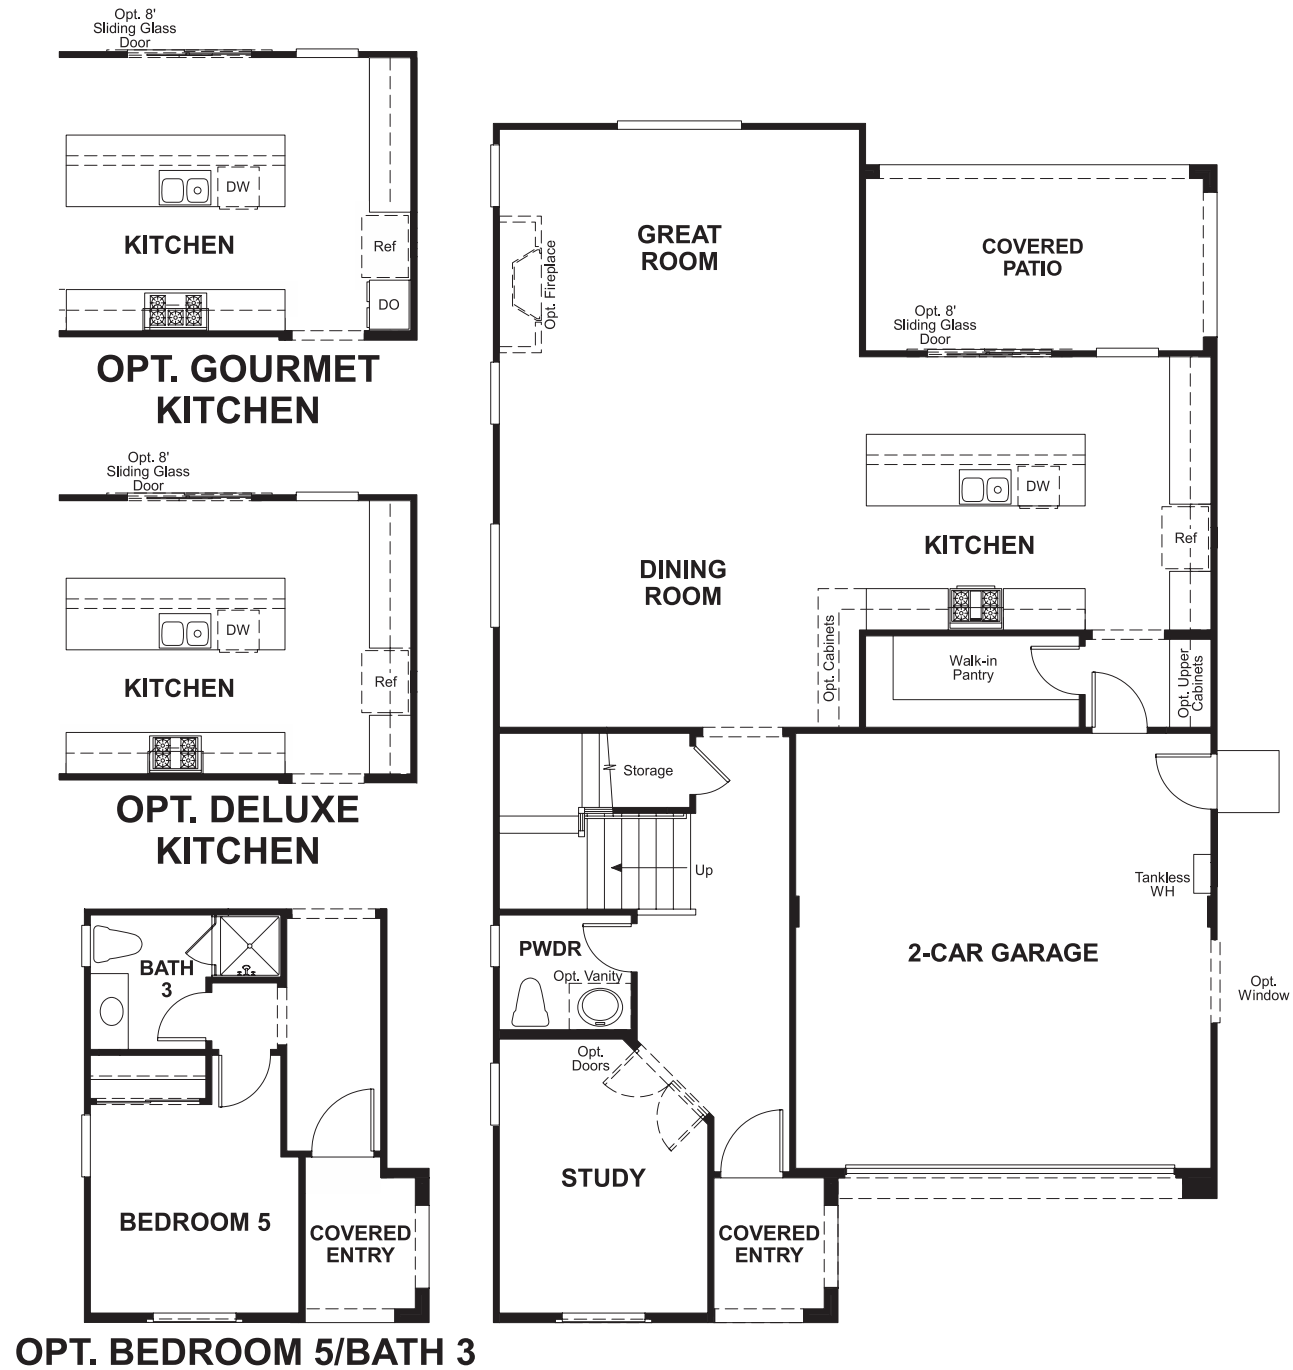 Opt. 8'
Sliding Glass
Door
DW
KITCHEN
Ref
DO
OPT. GOURMET
KITCHEN
Opt. 8'
Sliding Glass
Door
DW
KITCHEN
Ref
OPT. DELUXE
KITCHEN
BATH
3
BEDROOM 5
COVERED
ENTRY
OPT. BEDROOM 5/BATH 3
GREAT
ROOM
Opt. Fireplace
COVERED
PATIO
Opt. 8'
Sliding Glass
Door
DW
KITCHEN
Ref
DINING
ROOM
Opt. Cabinets
Walk-in
Pantry
Opt. Upper
Cabinets
Storage
Up
Tankless
WH
PWDR
Opt. Vanity
2-CAR GARAGE
Opt.
Window
Opt.
Doors
STUDY
COVERED
ENTRY